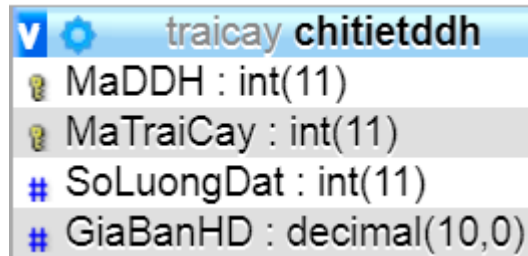 v traicay chitietddh
MaDDH : int(11)
MaTraiCay : int(11)
# SoLuongDat : int(11)
# GiaBanHD : decimal(10,0)